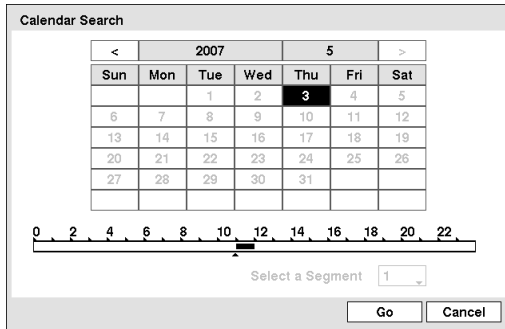 Calendar Search
< 2007 5 >
Sun Mon Tue Wed Thu Fri Sat
1 2 3 4 5
6 7 8 9 10 11 12
13 14 15 16 17 18 19
20 21 22 23 24 25 26
27 28 29 30 31
0 2 4 6 8 10 12 14 16 18 20 22
Select a Segment 1
Go Cancel